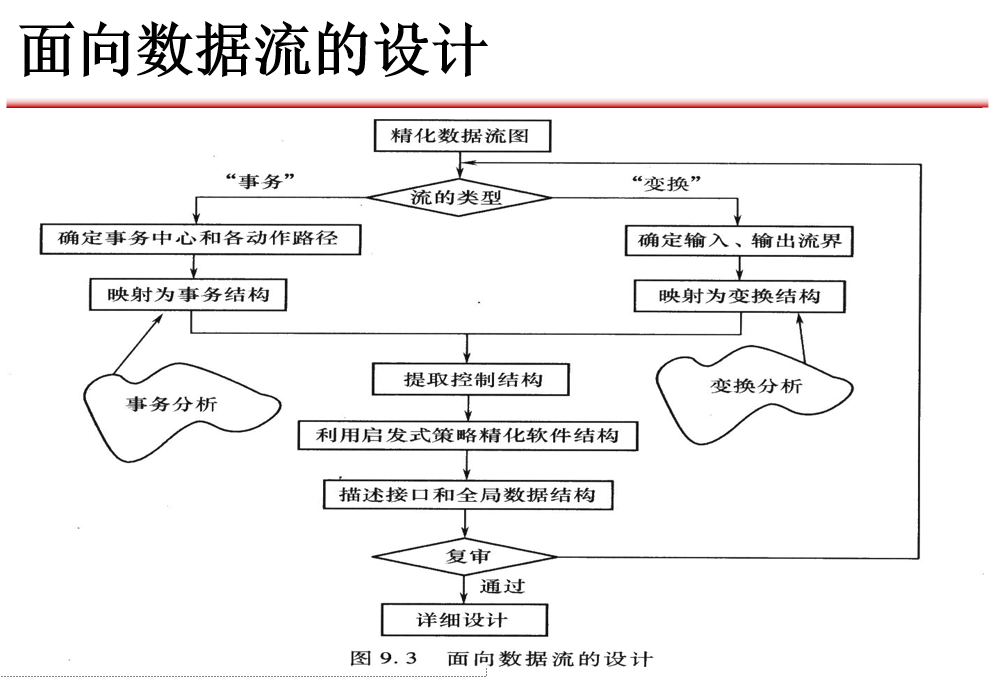 面向数据流的设计
精化数据流图
“事务”
“变换”
流的类型
确定事务中心和各动作路径
确定输入、输出流界
映射为事务结构
映射为变换结构
提取控制结构
事务分析
变换分析
利用启发式策略精化软件结构
描述接口和全局数据结构
复审
通过
详细设计
图 9.3 面向数据流的设计